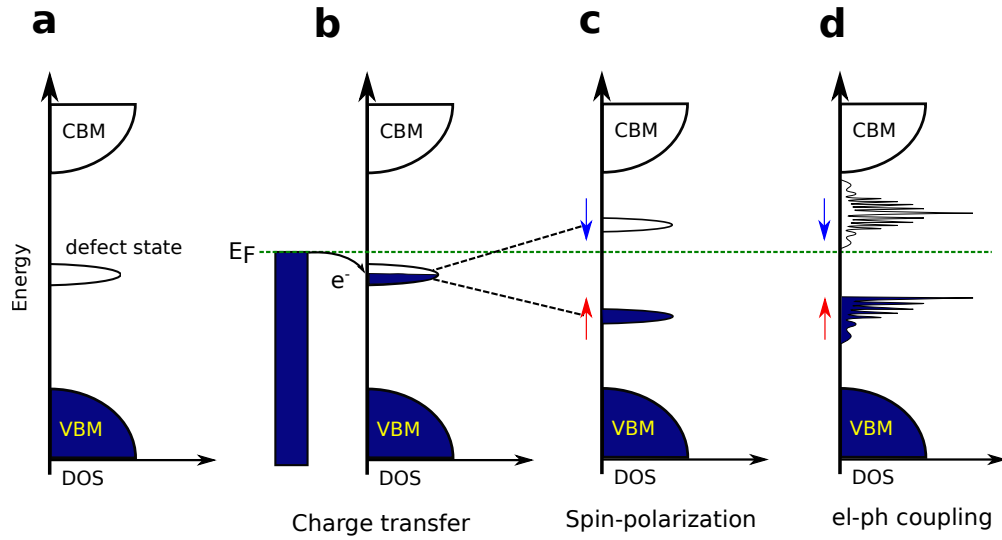 a
b
c
d
CBM
CBM
CBM
CBM
defect state
EF
e-
Energy
VBM
VBM
VBM
VBM
DOS
DOS
DOS
DOS
Charge transfer
Spin-polarization
el-ph coupling